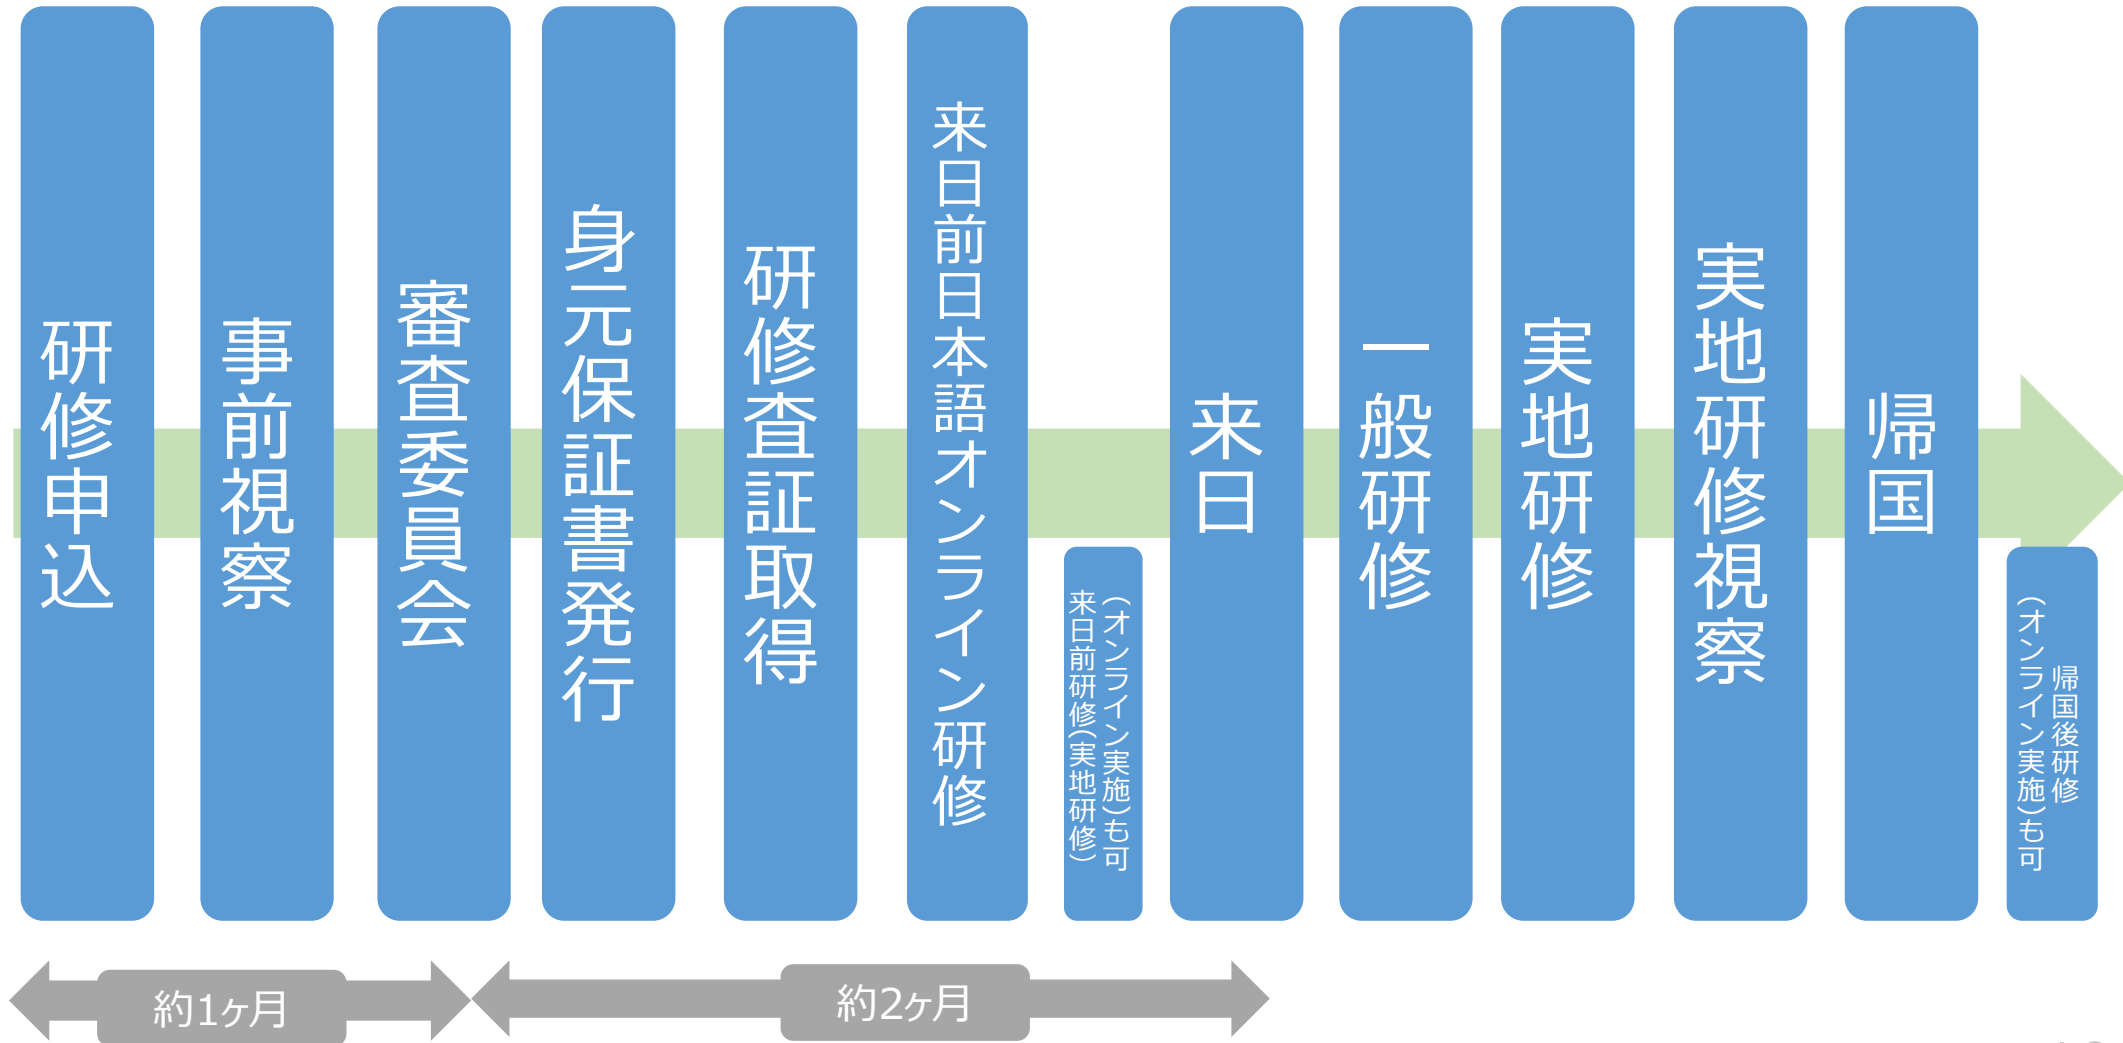 研修申込
事前視察
審査委員会
身元保証書発行
研修査証取得
来日前日本語オンライン研修
(オンライン実施)も可
来日前研修(実地研修)
来日
一般研修
実地研修
実地研修視察
帰国
帰国後研修
(オンライン実施)も可
約1ヶ月
約2ヶ月